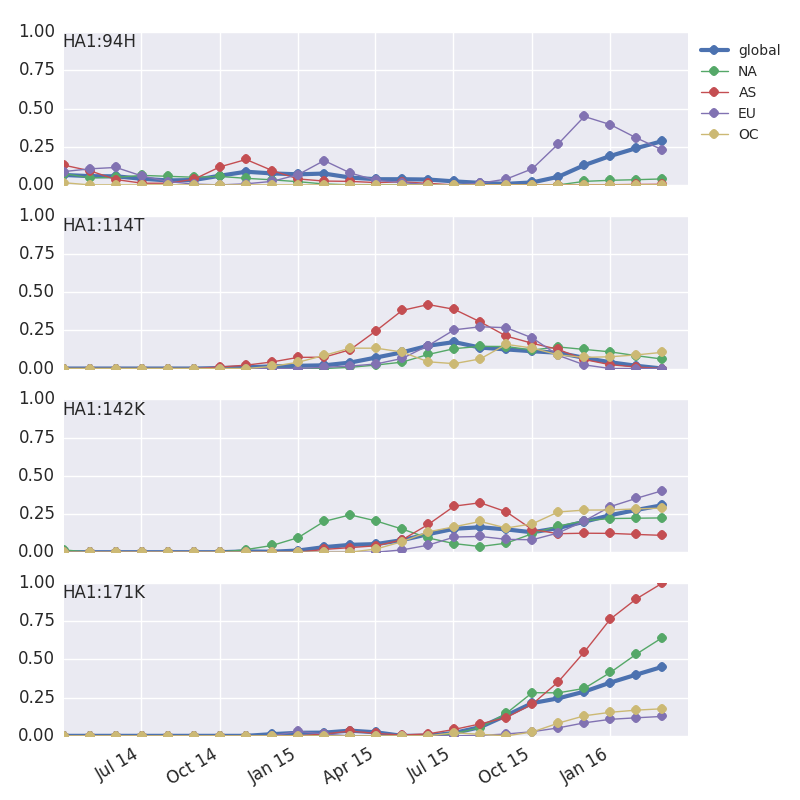 1.00
HA1:94H
0.75
0.50
0.25
0.00
global
NA
AS
EU
OC
1.00
HA1:114T
0.75
0.50
0.25
0.00
1.00
HA1:142K
0.75
0.50
0.25
0.00
1.00
HA1:171K
0.75
0.50
0.25
0.00
Jul 14
Oct 14
Jan 15
Apr 15
Jul 15
Oct 15
Jan 16